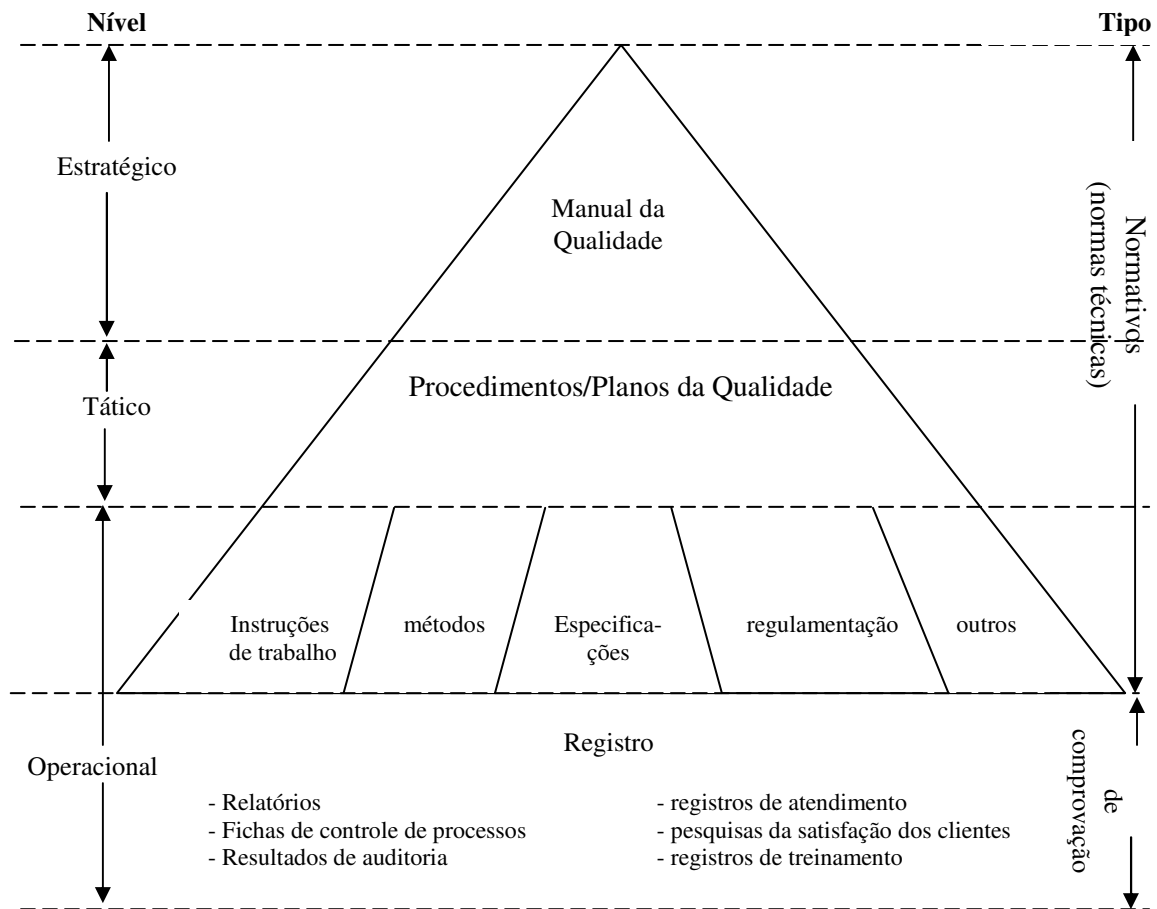 Nível
Tipo
Estratégico
Manual da
Qualidade
Normativos
(normas técnicas)
Tático
Procedimentos/Planos da Qualidade
Instruções
de trabalho
métodos
Especifica-
ções
regulamentação
outros
Operacional
Registro
- Relatórios
- Fichas de controle de processos
- Resultados de auditoria
- registros de atendimento
- pesquisas da satisfação dos clientes
- registros de treinamento
de
comprovação